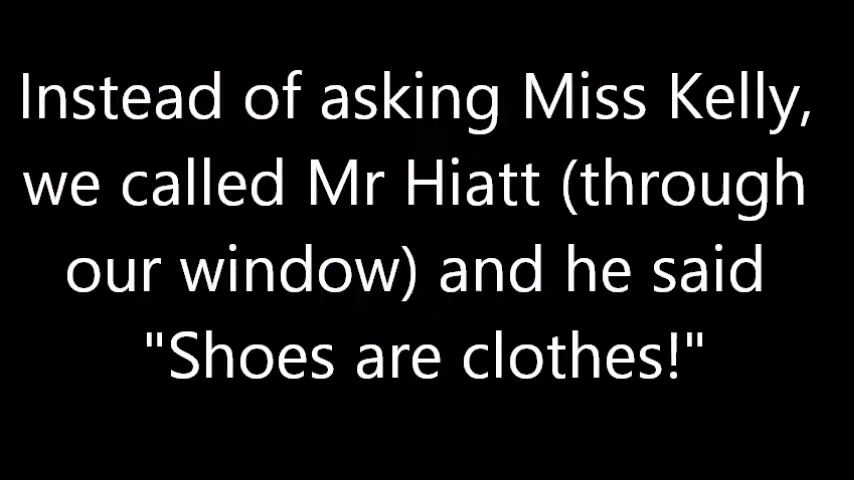 Instead of asking Miss Kelly,
we called Mr Hiatt (through
our window) and he said
"Shoes are clothes!"